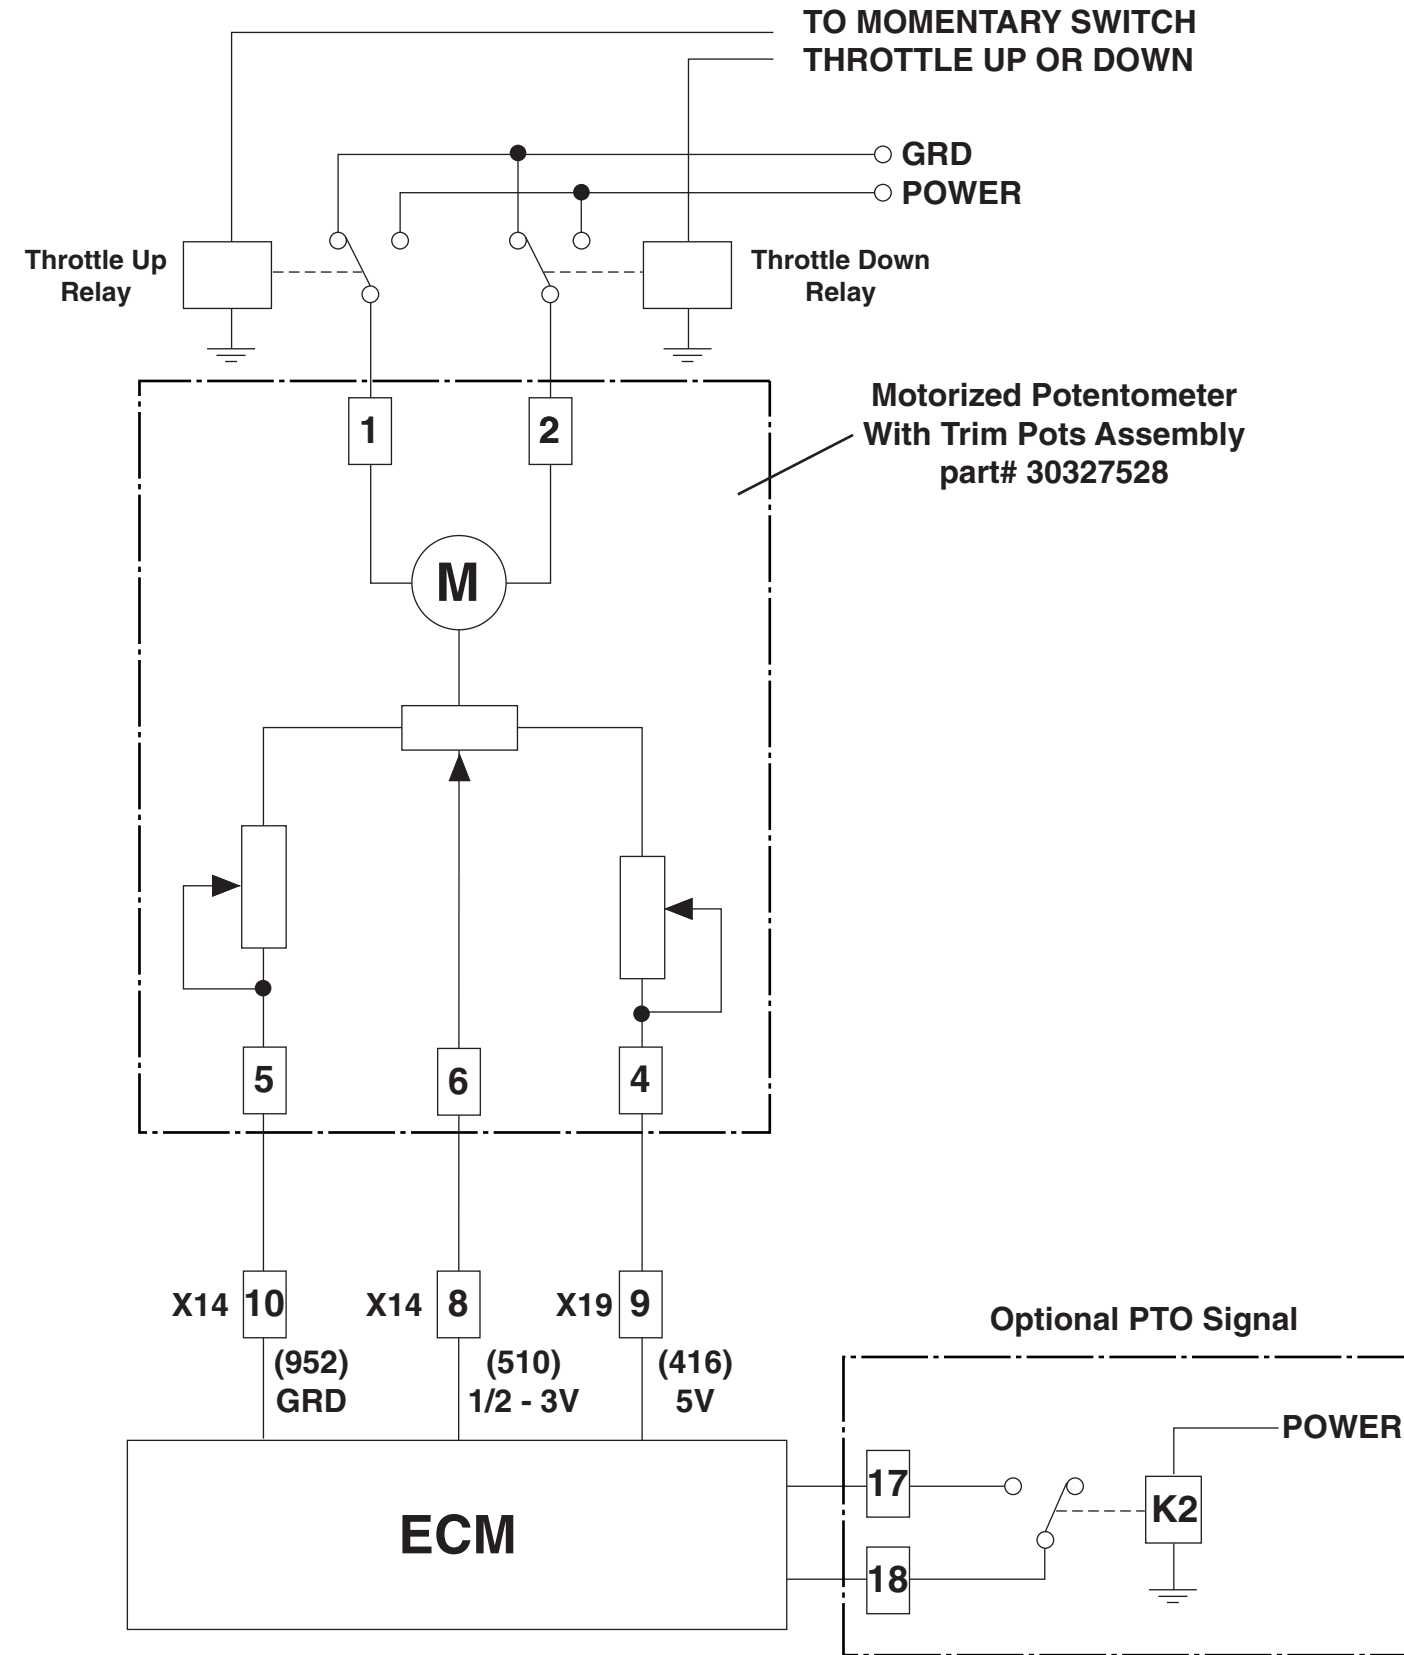 TO MOMENTARY SWITCH
THROTTLE UP OR DOWN
GRD
POWER
Throttle Up
Relay
Throttle Down
Relay
Motorized Potentometer
With Trim Pots Assembly
part# 30327528
1
2
M
5
6
4
X14 10
X14 8
X19 9
(952)
GRD
(510)
1/2 - 3V
(416)
5V
Optional PTO Signal
POWER
17
K2
18
ECM